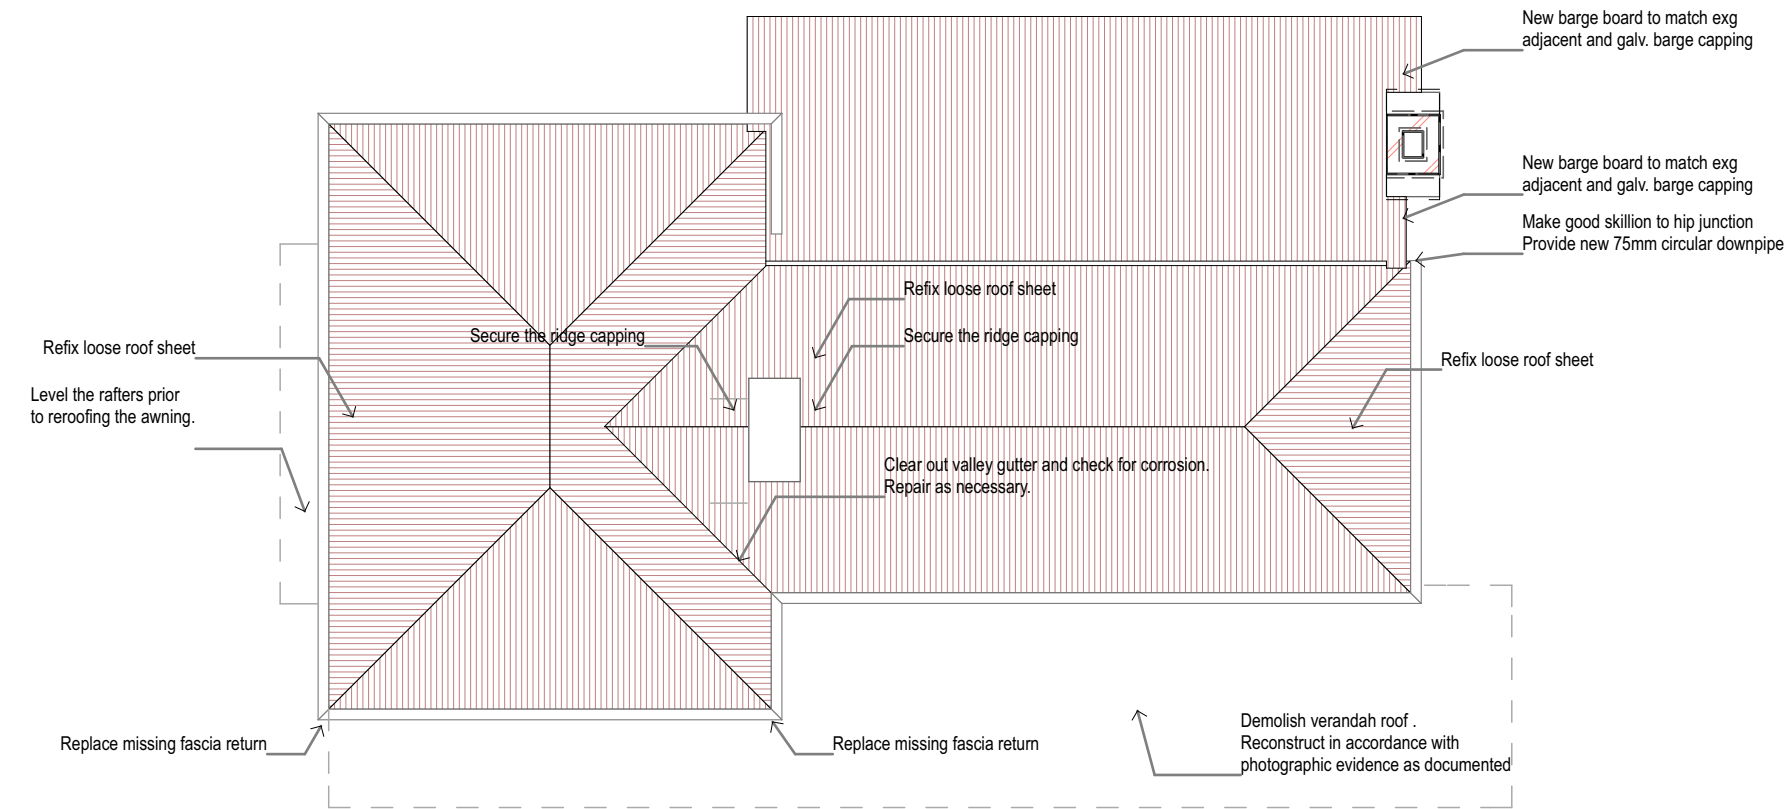 New barge board to match exg
adjacent and galv. barge capping
New barge board to match exg
adjacent and galv. barge capping
Make good skillion to hip junction
Provide new 75mm circular downpipe
Refix loose roof sheet
Secure the ridge capping
Secure the ridge capping
Refix loose roof sheet
Refix loose roof sheet
Level the rafters prior
to reroofing the awning.
Clear out valley gutter and check for corrosion.
Repair as necessary.
Replace missing fascia return
Replace missing fascia return
Demolish verandah roof .
Reconstruct in accordance with
photographic evidence as documented